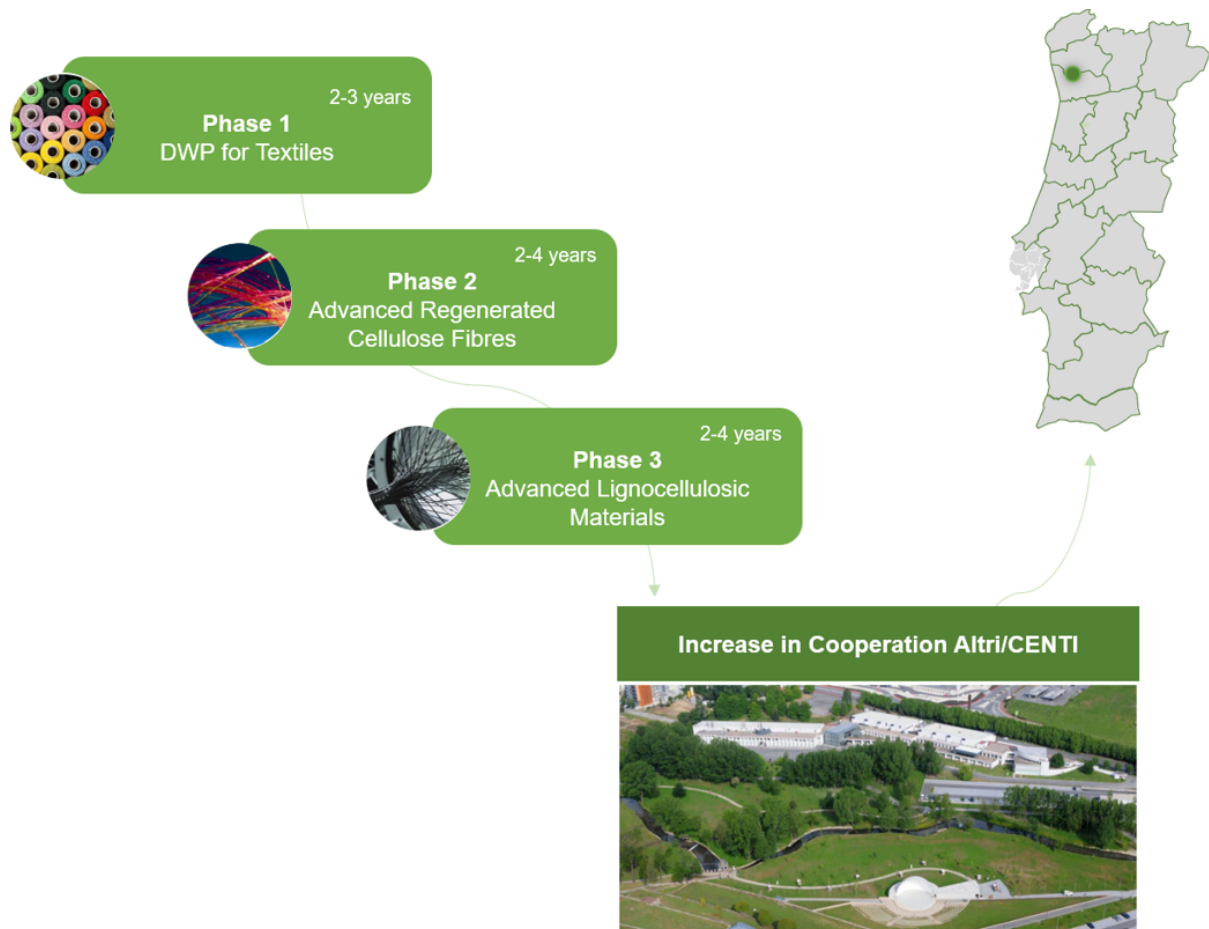 2-3 years
Phase 1
DWP for Textiles
2-4 years
Phase 2
Advanced Regenerated
Cellulose Fibres
2-4 years
Phase 3
Advanced Lignocellulosic
Materials
Increase in Cooperation Altri/CENTI